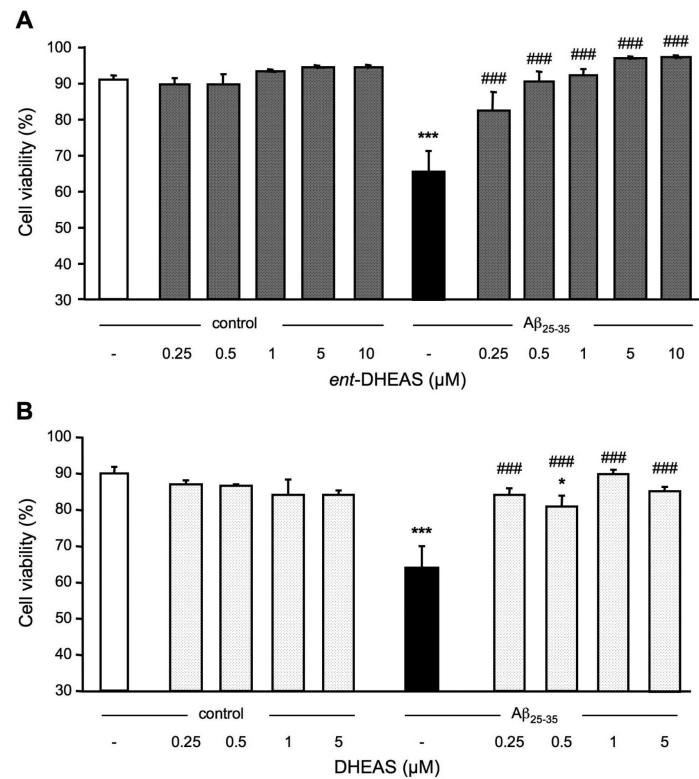 A
100
90
80
70
60
50
40
30
Cell viability (%)
***
###
###
###
###
###
control
Aβ25-35
- 0.25 0.5 1 5 10 - 0.25 0.5 1 5 10
ent-DHEAS (µM)
B
100
90
80
70
60
50
40
30
Cell viability (%)
***
###
###
*
###
###
control
Aβ25-35
- 0.25 0.5 1 5 - 0.25 0.5 1 5
DHEAS (µM)